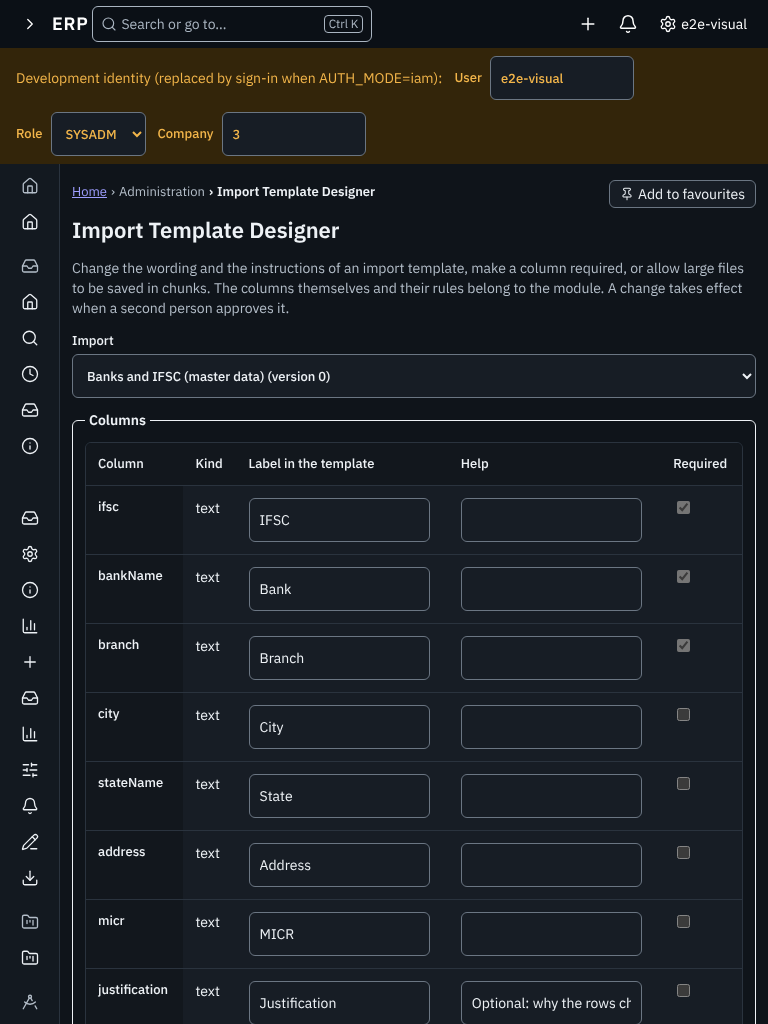 ERP Search or go to... Ctrl K e2e-visual
Development identity (replaced by sign-in when AUTH_MODE=iam): User e2e-visual
Role SYSADM Company 3
Home › Administration › Import Template Designer Add to favourites
Import Template Designer
Change the wording and the instructions of an import template, make a column required, or allow large files
to be saved in chunks. The columns themselves and their rules belong to the module. A change takes effect
when a second person approves it.
Import
Banks and IFSC (master data) (version 0)
Columns
Column Kind Label in the template Help Required
ifsc text IFSC
bankName text Bank
branch text Branch
city text City
stateName text State
address text Address
micr text MICR
justification text Justification Optional: why the rows ch